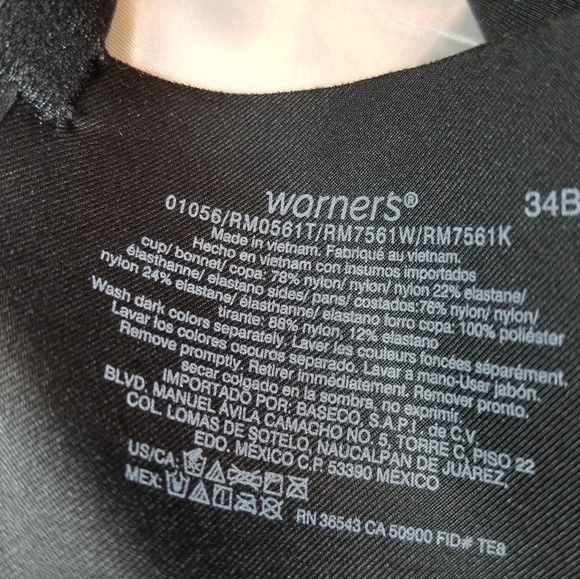 warner's®
34B
01056/RM0561T/RM7561W/RM7561K
Made in vietnam. Fabriqué au vietnam.
Hecho en vietnam con insumos importados
cup/ bonnet/ copa: 78% nylon/ nylon/ nylon 22% elastane/
élasthanne/ elastano sides/ pans/ costados:76% nylon/ nylon/
nylon 24% elastane/ élasthanne/ elastano forro copa: 100% poliéster
tirante: 88% nylon, 12% elastano
Wash dark colors separately. Laver les couleurs foncées séparément.
Lavar los colores oscuros separado. Lavar a mano-Usar jabón.
Remove promptly. Retirer immédiatement. Remover pronto.
secar colgado en la sombra, no exprimir.
IMPORTADO POR: BASECO, S.A.P.I. de C.V.
BLVD. MANUEL ÁVILA CAMACHO NO. 5, TORRE C, PISO 22
COL. LOMAS DE SOTELO, NAUCALPAN DE JUÁREZ,
EDO. MÉXICO C.P. 53390 MÉXICO
US/CA:
MEX:
RN 36543 CA 50900 FID# TE8